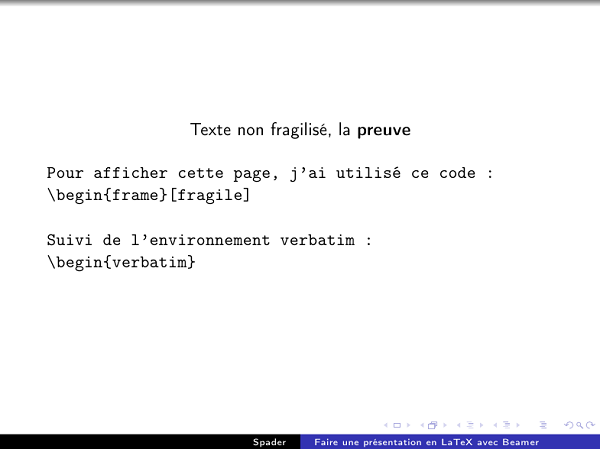 Texte non fragilisé, la preuve
Pour afficher cette page, j'ai utilisé ce code :
\begin{frame}[fragile]
Suivi de l'environnement verbatim :
\begin{verbatim}
Spader
Faire une présentation en LaTeX avec Beamer